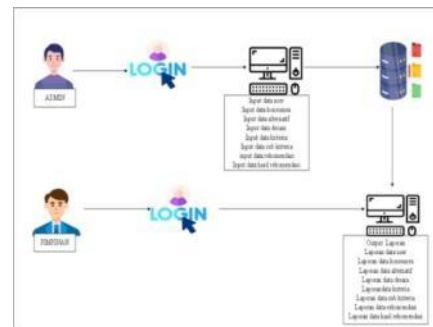 LOGIN
ADMIN
Input data user
Input data konsumen
Input data alternatif
Input data desain
Input data kriteria
Input data sub kriteria
input data rekomendasi
Input data hasil rekomendasi
LOGIN
PIMPINAN
Output Laporan
Laporan data user
Laporan data konsumen
Laporan data alternatif
Laporan data desain
Laporan data kriteria
Laporan data sub kriteria
Laporan data rekomendasi
Laporan data hasil rekomendasi